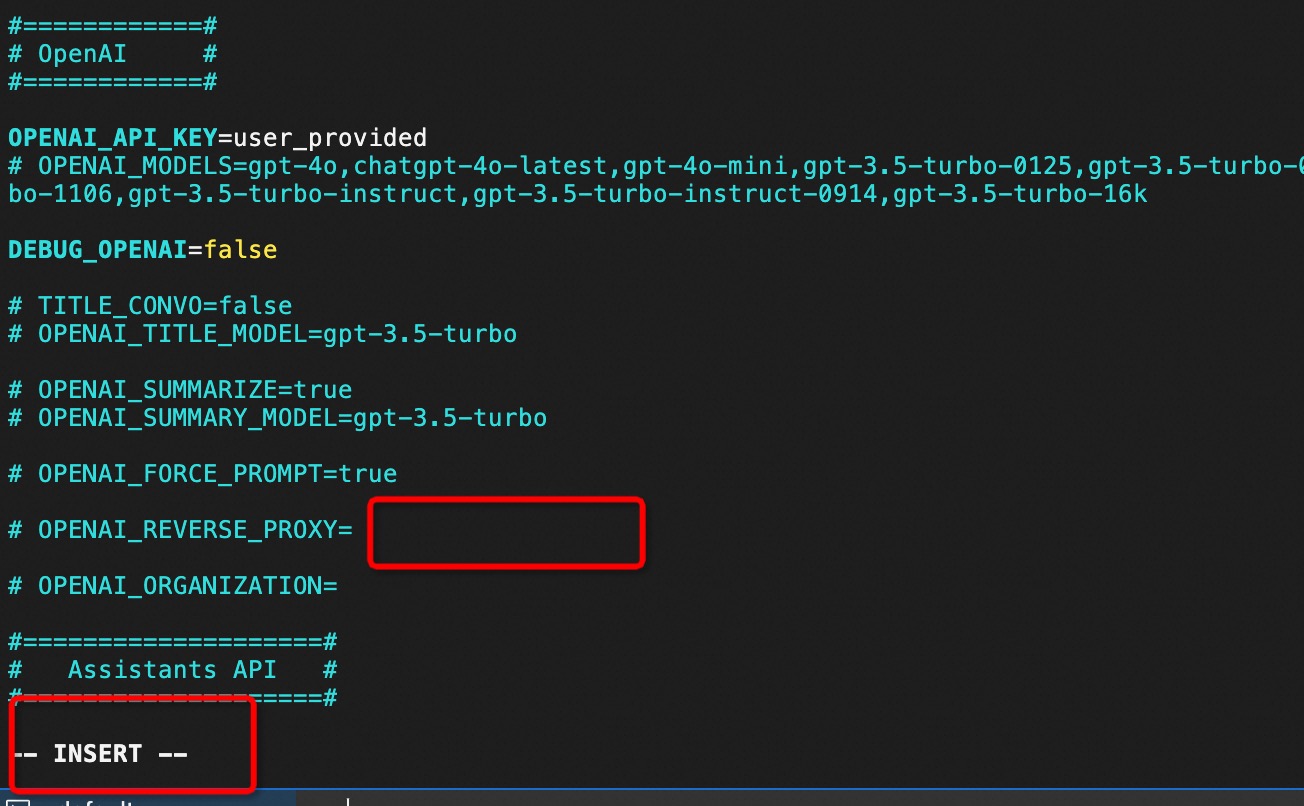 #============#
# OpenAI     #
#============#
OPENAI_API_KEY=user_provided
# OPENAI_MODELS=gpt-4o,chatgpt-4o-latest,gpt-4o-mini,gpt-3.5-turbo-0125,gpt-3.5-turbo-
bo-1106,gpt-3.5-turbo-instruct,gpt-3.5-turbo-instruct-0914,gpt-3.5-turbo-16k
DEBUG_OPENAI=false
# TITLE_CONVO=false
# OPENAI_TITLE_MODEL=gpt-3.5-turbo
# OPENAI_SUMMARIZE=true
# OPENAI_SUMMARY_MODEL=gpt-3.5-turbo
# OPENAI_FORCE_PROMPT=true
# OPENAI_REVERSE_PROXY=
# OPENAI_ORGANIZATION=
#====================#
#   Assistants API   #
#====================#
-- INSERT --